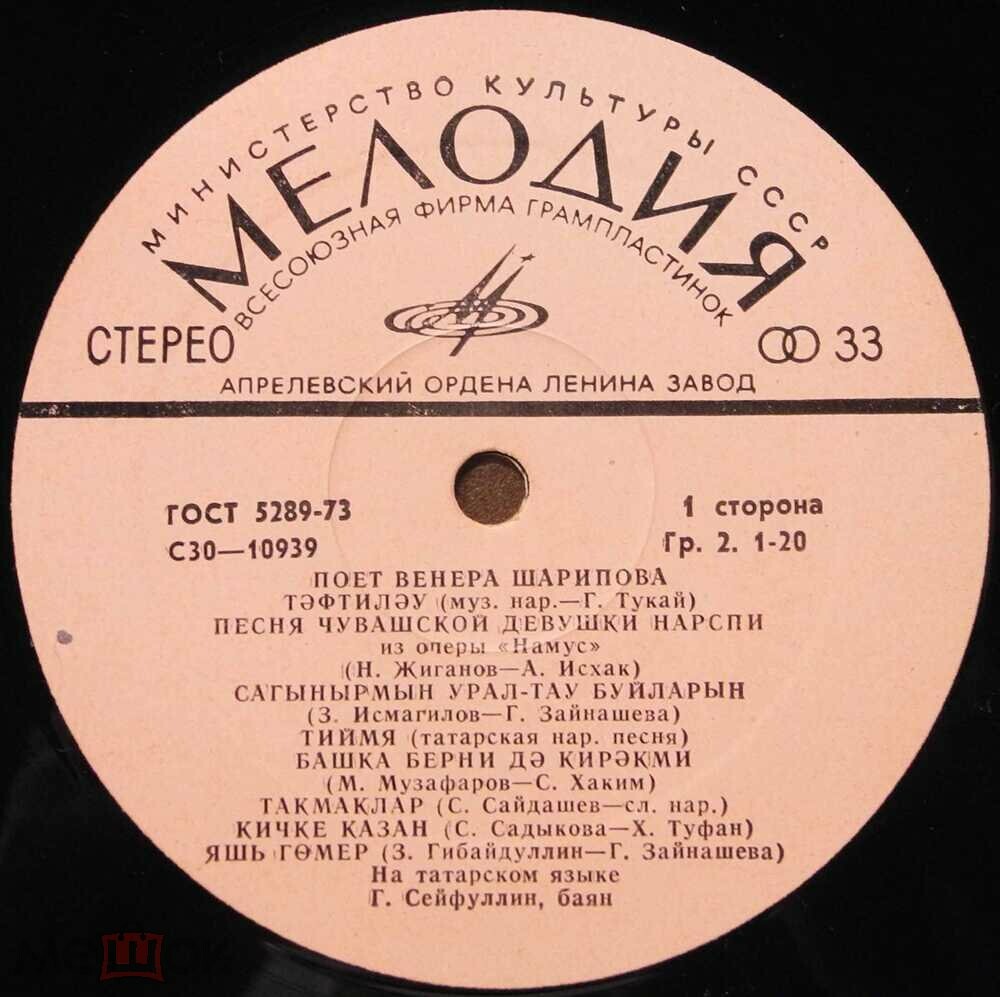 МИНИСТЕРСТВО КУЛЬТУРЫ СССР
МЕЛОДИЯ
ВСЕСОЮЗНАЯ ФИРМА ГРАМПЛАСТИНОК
СТЕРЕО
33
АПРЕЛЕВСКИЙ ОРДЕНА ЛЕНИНА ЗАВОД
ГОСТ 5289-73
1 сторона
С30—10939
Гр. 2. 1-20
ПОЕТ ВЕНЕРА ШАРИПОВА
ТӘФТИЛӘУ (муз. нар.—Г. Тукай)
ПЕСНЯ ЧУВАШСКОЙ ДЕВУШКИ НАРСПИ
из оперы «Намус»
(Н. Жиганов—А. Исхак)
САГЫНЫРМЫН УРАЛ-ТАУ БУЙЛАРЫН
(З. Исмагилов—Г. Зайнашева)
ТИЙМЯ (татарская нар. песня)
БАШКА БЕРНИ ДӘ КИРӘКМИ
(М. Музафаров—С. Хаким)
ТАКМАКЛАР (С. Сайдашев—сл. нар.)
КИЧКЕ КАЗАН (С. Садыкова—Х. Туфан)
ЯШЬ ГӨМЕР (З. Гибайдуллин—Г. Зайнашева)
На татарском языке
Г. Сейфуллин, баян
мешок